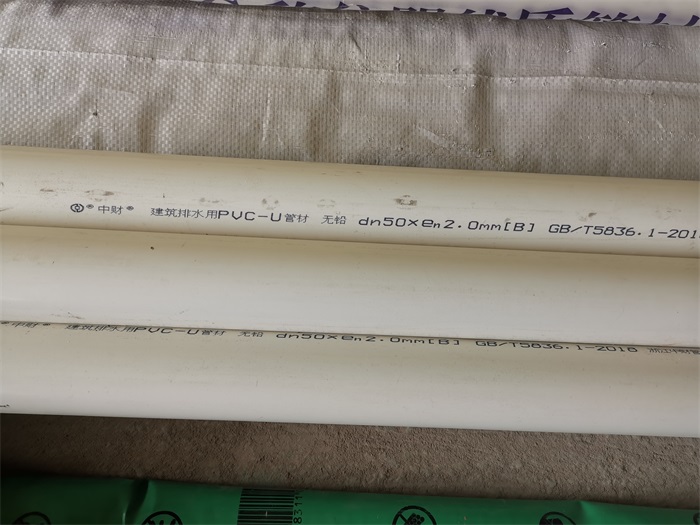 中财® 建筑排水用PVC-U管材 无铅 dn50×en2.0mm[B] GB/T5836.1-201
中财® 建筑排水用PVC-U管材 无铅 dn50×en2.0mm[B] GB/T5836.1-2018